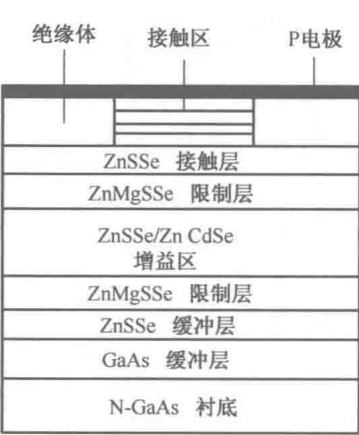 绝缘体 接触区 P电极
ZnSSe 接触层
ZnMgSSe 限制层
ZnSSe/Zn CdSe
增益区
ZnMgSSe 限制层
ZnSSe 缓冲层
GaAs 缓冲层
N-GaAs 衬底